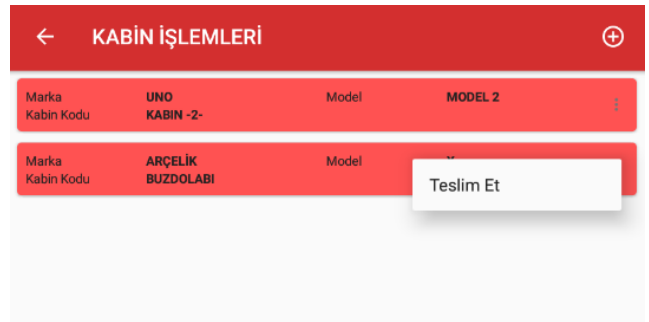 KABİN İŞLEMLERİ
Marka UNO Model MODEL 2
Kabin Kodu KABIN -2-
Marka ARÇELİK Model
Kabin Kodu BUZDOLABI
Teslim Et